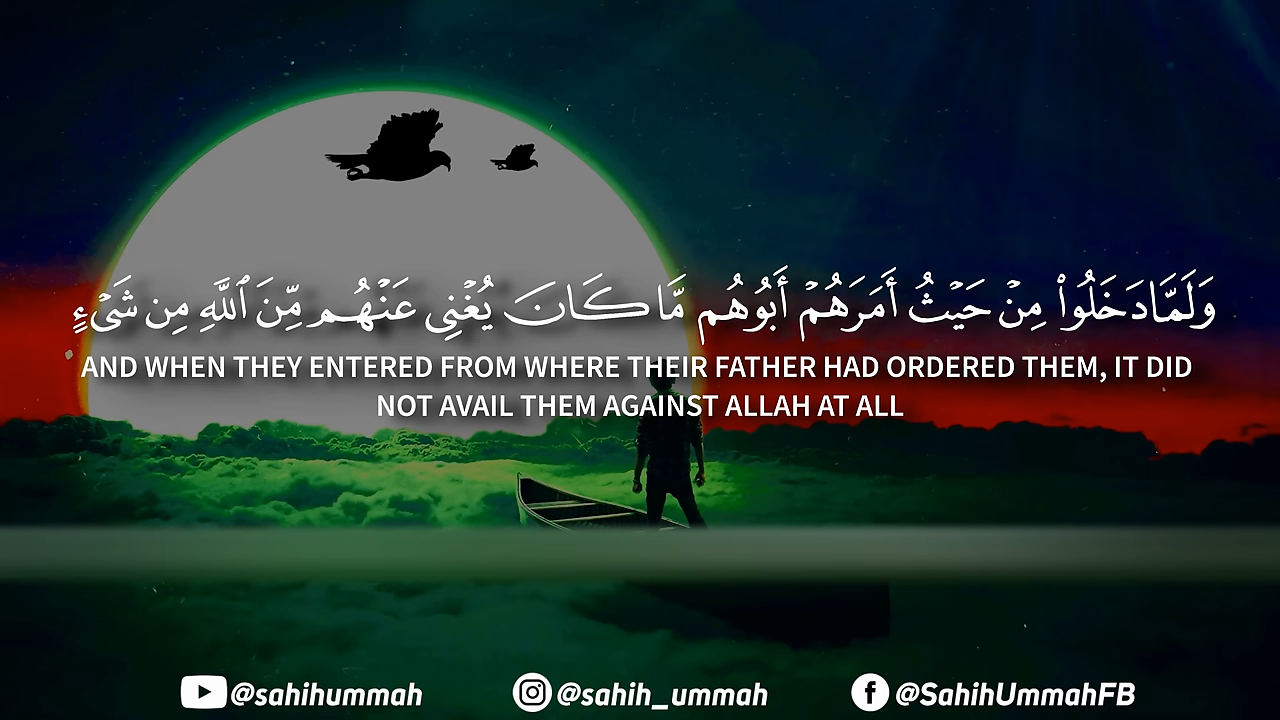 وَلَمَّا دَخَلُوا۟ مِنْ حَيْثُ أَمَرَهُمْ أَبُوهُم مَّا كَانَ يُغْنِى عَنْهُم مِّنَ ٱللَّهِ مِن شَىْءٍ
AND WHEN THEY ENTERED FROM WHERE THEIR FATHER HAD ORDERED THEM, IT DID
NOT AVAIL THEM AGAINST ALLAH AT ALL
@sahihummah @sahih_ummah @SahihUmmahFB